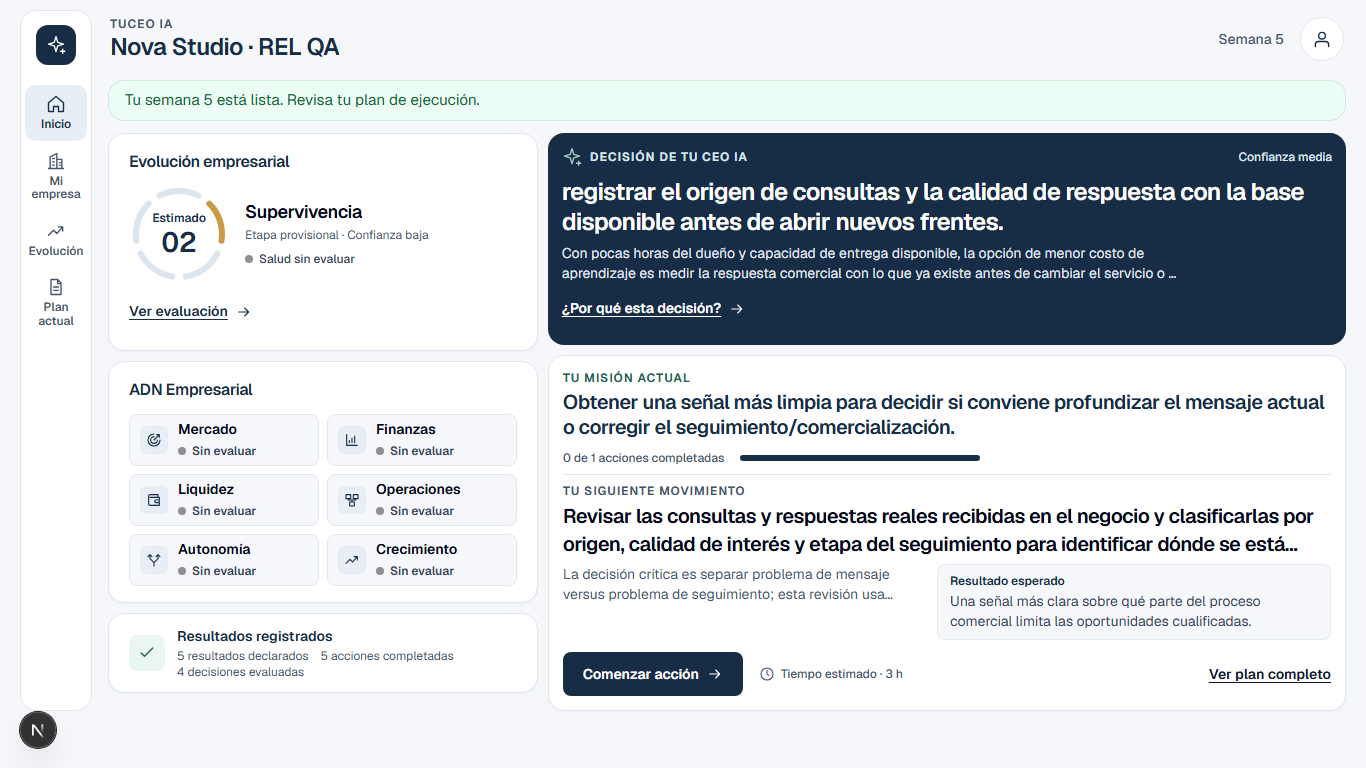 TUCEO IA
Nova Studio · REL QA
Semana 5
Inicio
Mi
empresa
Evolución
Plan
actual
Tu semana 5 está lista. Revisa tu plan de ejecución.
Evolución empresarial
Estimado
02
Supervivencia
Etapa provisional · Confianza baja
Salud sin evaluar
Ver evaluación →
ADN Empresarial
Mercado
Sin evaluar
Finanzas
Sin evaluar
Liquidez
Sin evaluar
Operaciones
Sin evaluar
Autonomía
Sin evaluar
Crecimiento
Sin evaluar
Resultados registrados
5 resultados declarados 5 acciones completadas
4 decisiones evaluadas
DECISIÓN DE TU CEO IA
Confianza media
registrar el origen de consultas y la calidad de respuesta con la base
disponible antes de abrir nuevos frentes.
Con pocas horas del dueño y capacidad de entrega disponible, la opción de menor costo de
aprendizaje es medir la respuesta comercial con lo que ya existe antes de cambiar el servicio o ...
¿Por qué esta decisión? →
TU MISIÓN ACTUAL
Obtener una señal más limpia para decidir si conviene profundizar el mensaje actual
o corregir el seguimiento/comercialización.
0 de 1 acciones completadas
TU SIGUIENTE MOVIMIENTO
Revisar las consultas y respuestas reales recibidas en el negocio y clasificarlas por
origen, calidad de interés y etapa del seguimiento para identificar dónde se está...
La decisión crítica es separar problema de mensaje
versus problema de seguimiento; esta revisión usa...
Resultado esperado
Una señal más clara sobre qué parte del proceso
comercial limita las oportunidades cualificadas.
Comenzar acción →
Tiempo estimado · 3 h
Ver plan completo
N